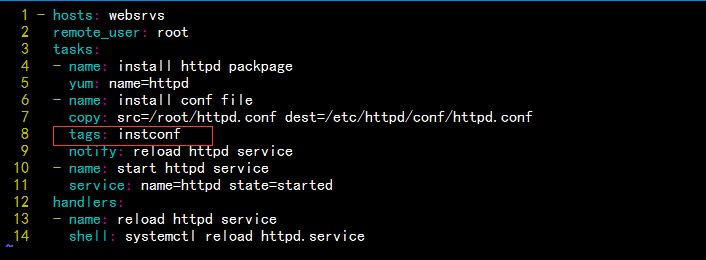 1 - hosts: websrvs
2   remote_user: root
3   tasks:
4   - name: install httpd packpage
5     yum: name=httpd
6   - name: install conf file
7     copy: src=/root/httpd.conf dest=/etc/httpd/conf/httpd.conf
8     tags: instconf
9     notify: reload httpd service
10   - name: start httpd service
11     service: name=httpd state=started
12   handlers:
13   - name: reload httpd service
14     shell: systemctl reload httpd.service
~